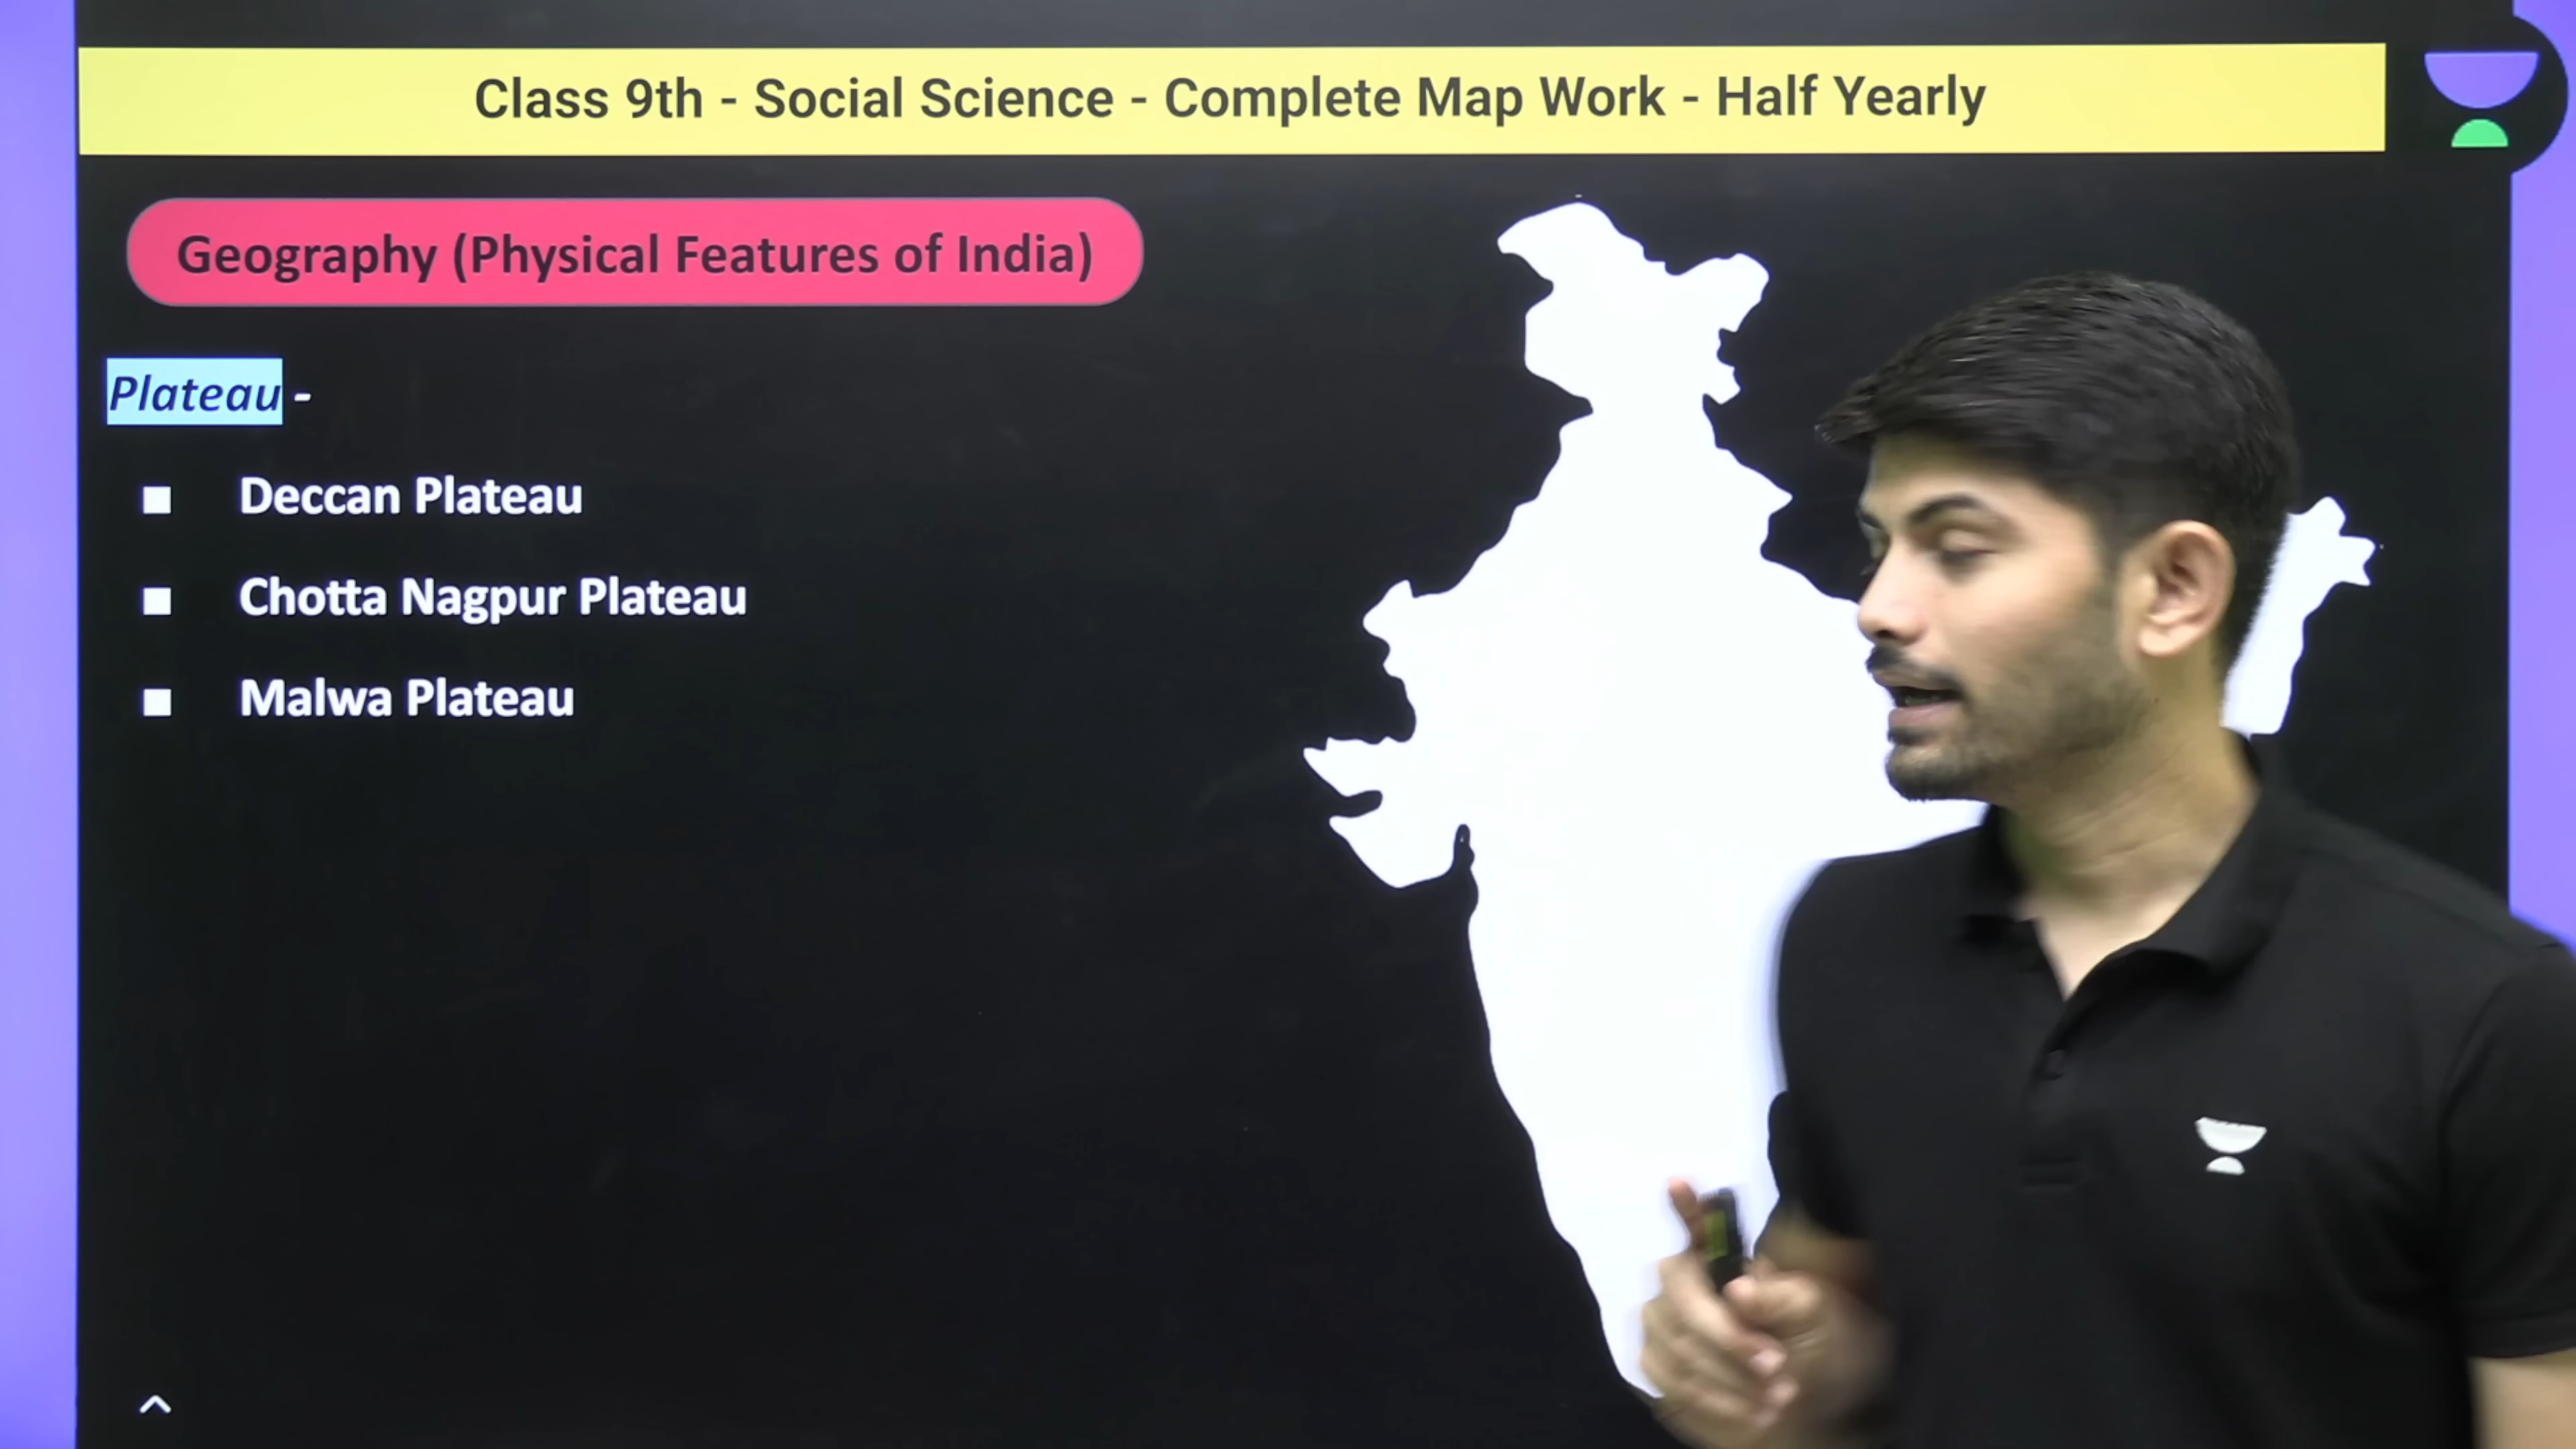 Class 9th - Social Science - Complete Map Work - Half Yearly
Geography (Physical Features of India)
Plateau -
■ Deccan Plateau
■ Chotta Nagpur Plateau
■ Malwa Plateau